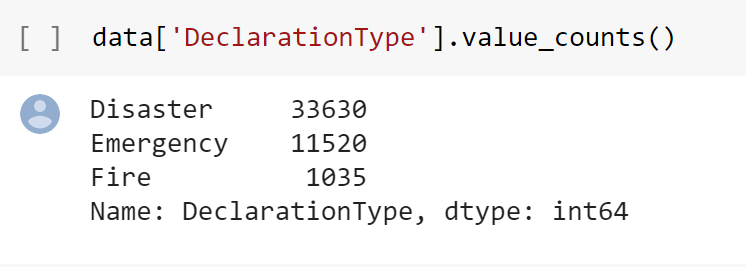 [ ] data['DeclarationType'].value_counts()
Disaster     33630
Emergency    11520
Fire          1035
Name: DeclarationType, dtype: int64